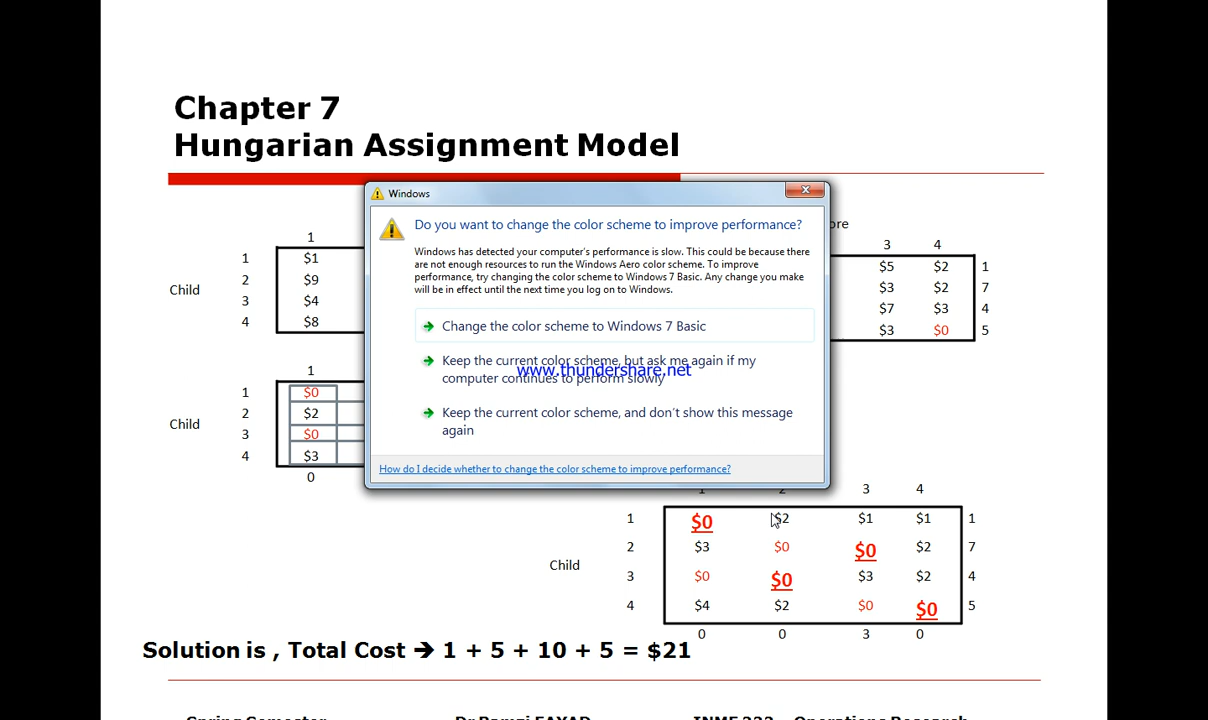 Chapter 7
Hungarian Assignment Model
Windows
Do you want to change the color scheme to improve performance?
Windows has detected your computer's performance is slow. This could be because there
are not enough resources to run the Windows Aero color scheme. To improve
performance, try changing the color scheme to Windows 7 Basic. Any change you make
will be in effect until the next time you log on to Windows.
Change the color scheme to Windows 7 Basic
Keep the current color scheme, but ask me again if my
computer continues to perform slowly
www.thundershare.net
Keep the current color scheme, and don't show this message
again
How do I decide whether to change the color scheme to improve performance?
1
1 $1
2 $9
Child
3 $4
4 $8
3 4
$5 $2 1
$3 $2 7
$7 $3 4
$3 $0 5
1
1 $0
2 $2
Child
3 $0
4 $3
0
1 2 3 4
1 $0 $2 $1 $1 1
2 $3 $0 $0 $2 7
Child
3 $0 $0 $3 $2 4
4 $4 $2 $0 $0 5
0 0 3 0
Solution is , Total Cost → 1 + 5 + 10 + 5 = $21
Spring Semester Dr Ramzi FAYAD Operations Research